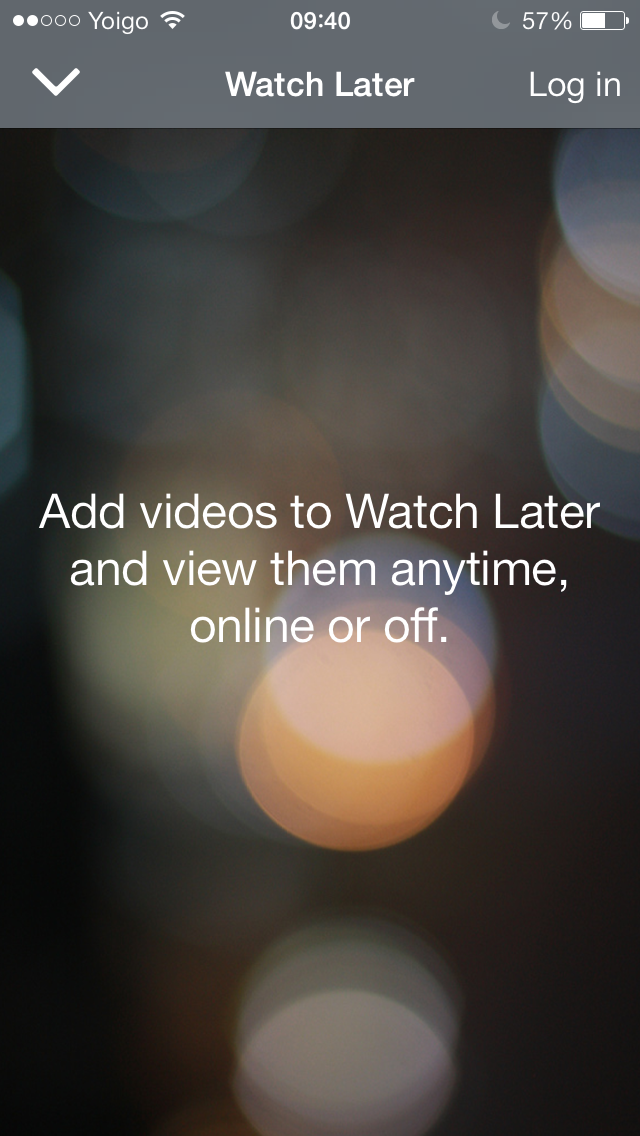 Yoigo 09:40 57%
Watch Later Log in
Add videos to Watch Later
and view them anytime,
online or off.